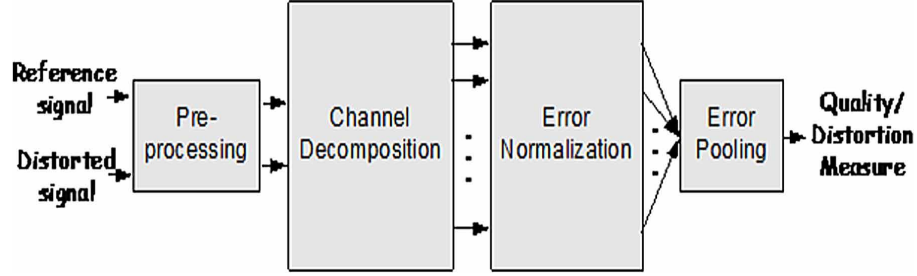 Reference
signal
Distorted
signal
Pre-
processing
Channel
Decomposition
Error
Normalization
Error
Pooling
Quality/
Distortion
Measure